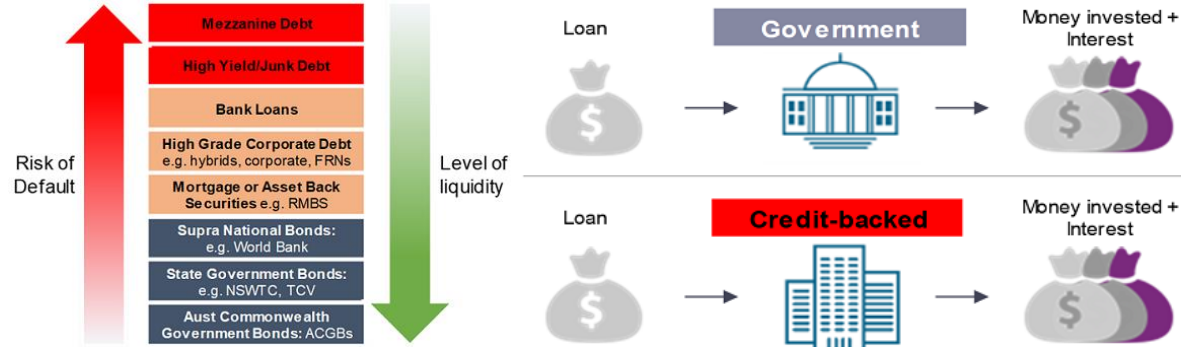 Mezzanine Debt
High Yield/Junk Debt
Bank Loans
High Grade Corporate Debt
e.g. hybrids, corporate, FRNs
Mortgage or Asset Back
Securities e.g. RMBS
Supra National Bonds:
e.g. World Bank
State Government Bonds:
e.g. NSWTC, TCV
Aust Commonwealth
Government Bonds: ACGBs
Risk of
Default
Level of
liquidity
Loan
$
Government
Money invested +
Interest
$
Loan
$
Credit-backed
Money invested +
Interest
$